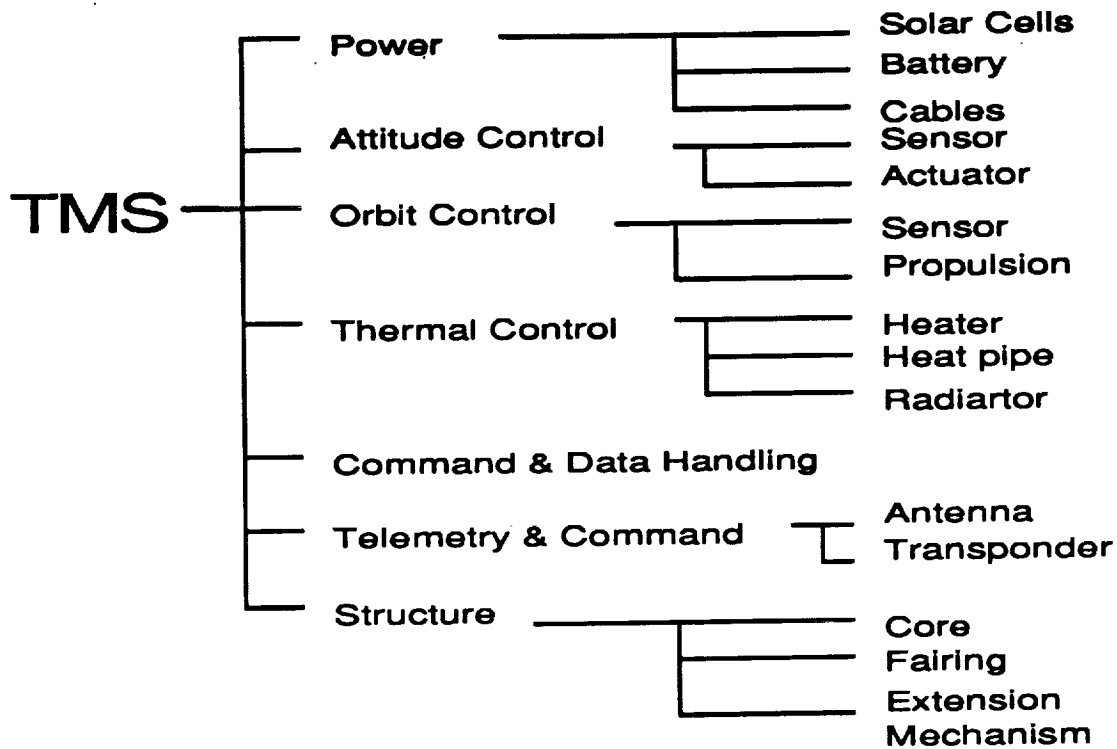 TMS
Power
Solar Cells
Battery
Cables
Attitude Control
Sensor
Actuator
Orbit Control
Sensor
Propulsion
Thermal Control
Heater
Heat pipe
Radiartor
Command & Data Handling
Telemetry & Command
Antenna
Transponder
Structure
Core
Fairing
Extension
Mechanism